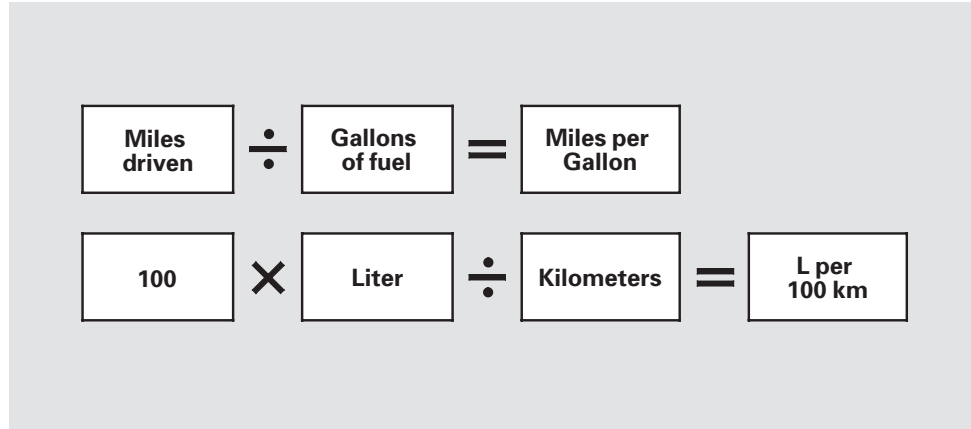 Miles driven ÷ Gallons of fuel = Miles per Gallon
100 × Liter ÷ Kilometers = L per 100 km